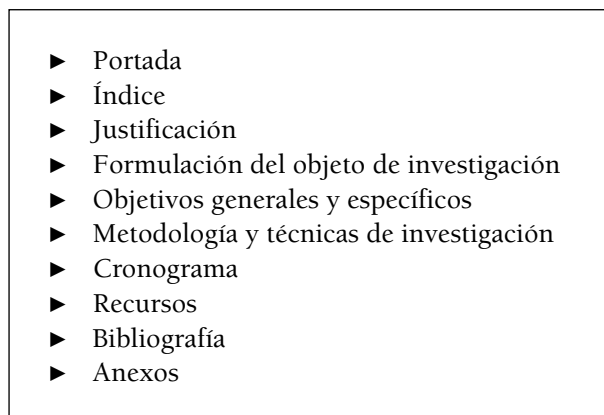 ► Portada
► Índice
► Justificación
► Formulación del objeto de investigación
► Objetivos generales y específicos
► Metodología y técnicas de investigación
► Cronograma
► Recursos
► Bibliografía
► Anexos